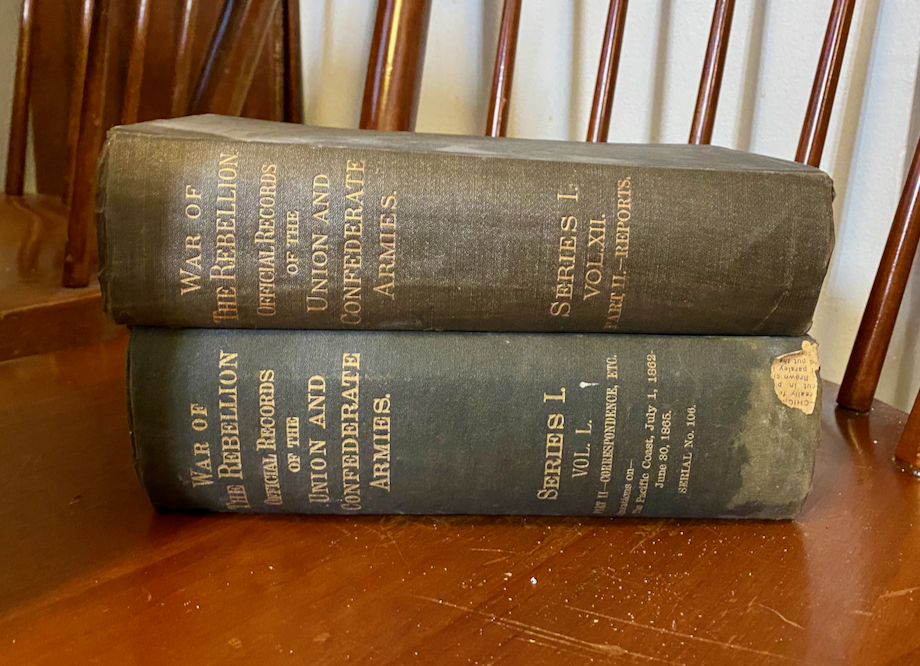 WAR OF
THE REBELLION
OFFICIAL RECORDS
OF THE
UNION AND
CONFEDERATE
ARMIES.
SERIES I.
VOL. XII.
PART II.—REPORTS.
WAR OF
THE REBELLION
OFFICIAL RECORDS
OF THE
UNION AND
CONFEDERATE
ARMIES.
SERIES I.
VOL. L.
PART II—CORRESPONDENCE, ETC.
Operations on—
The Pacific Coast, July 1, 1862-
June 30, 1865.
SERIAL No. 106.